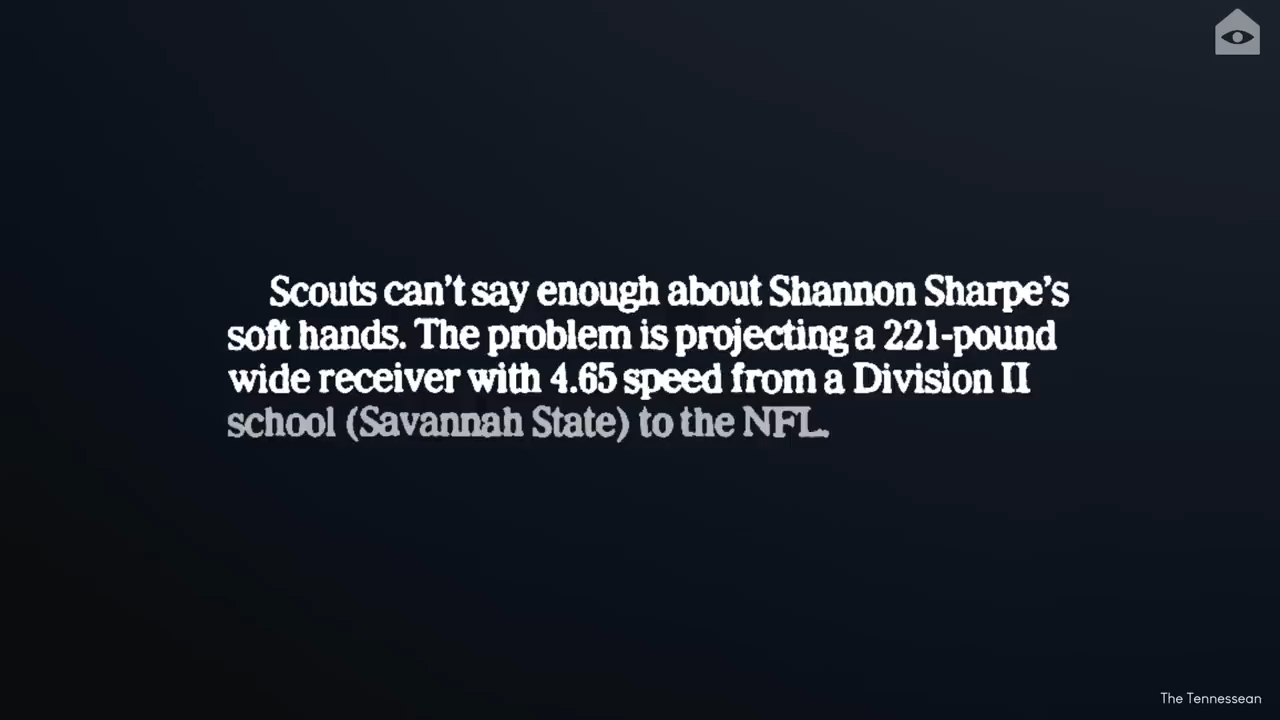 Scouts can't say enough about Shannon Sharpe's
soft hands. The problem is projecting a 221-pound
wide receiver with 4.65 speed from a Division II
school (Savannah State) to the NFL.
The Tennessean